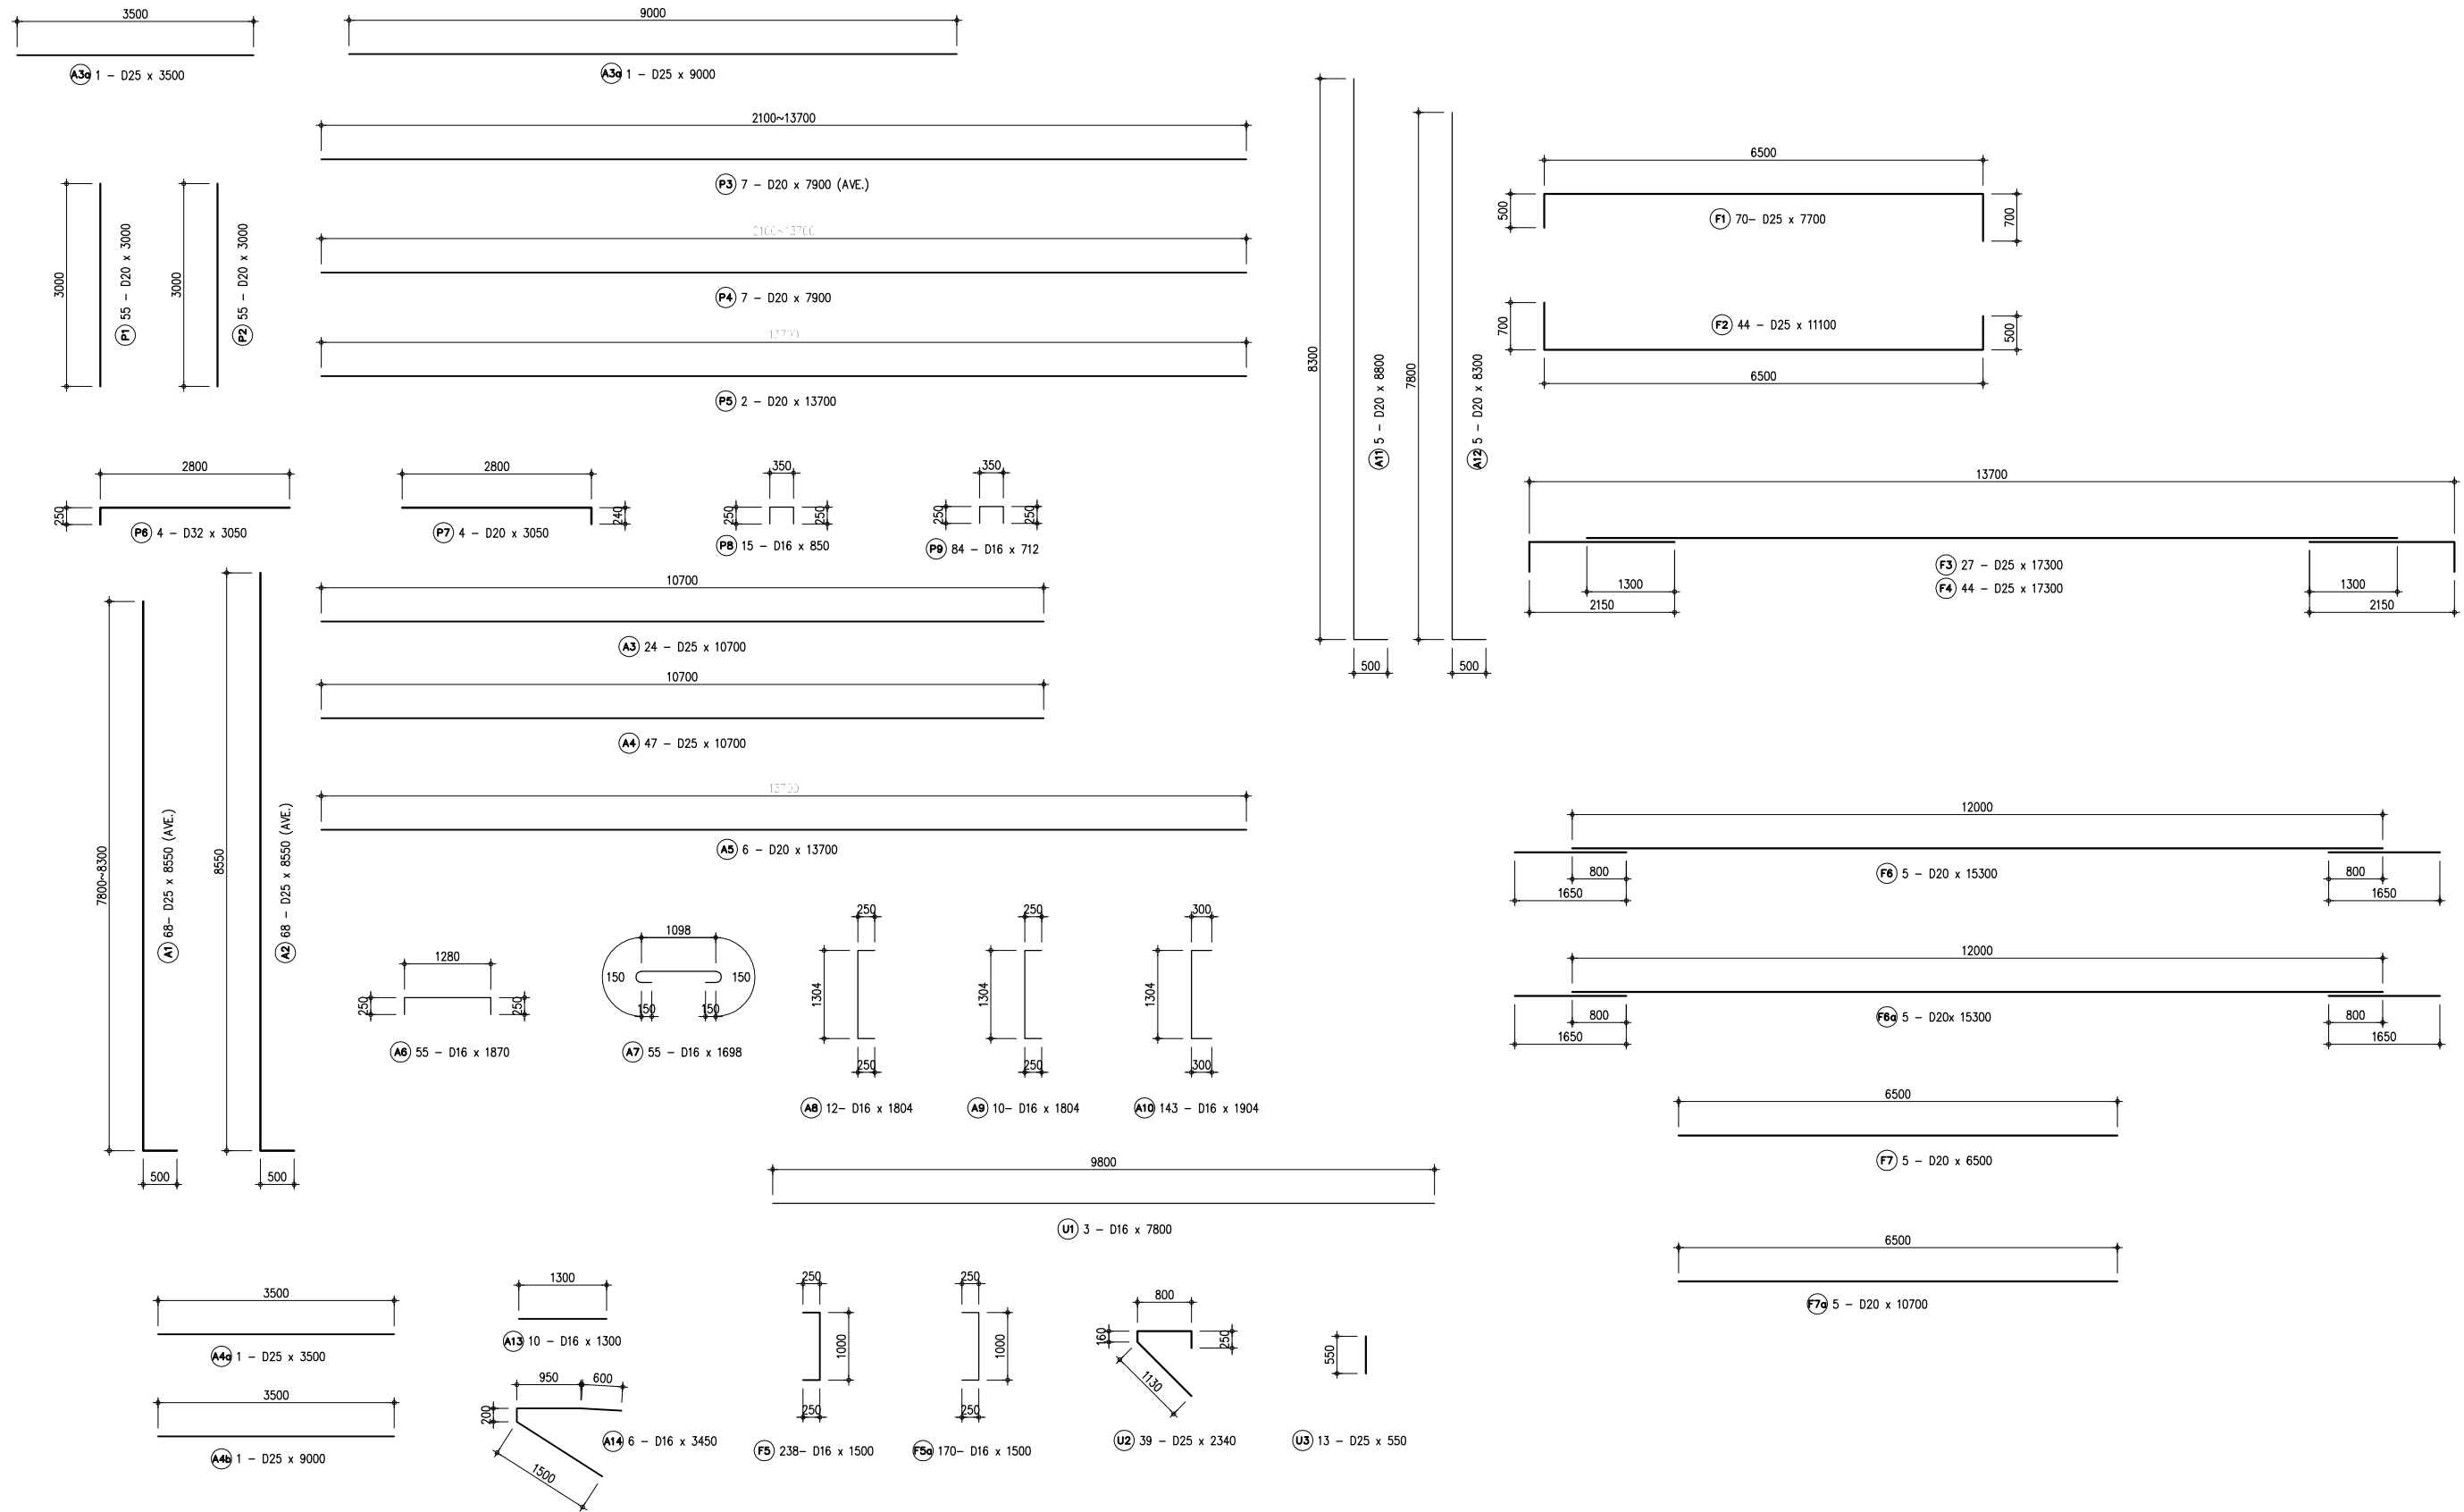 3500
A3a 1 - D25 x 3500
9000
A3a 1 - D25 x 9000
2100~13700
P3 7 - D20 x 7900 (AVE.)
2100~13700
P4 7 - D20 x 7900
13700
P5 2 - D20 x 13700
3000
P1 55 - D20 x 3000
3000
P2 55 - D20 x 3000
8300
A11 5 - D20 x 8800
500
7800
A12 5 - D20 x 8300
500
6500
500
700
F1 70- D25 x 7700
700
500
F2 44 - D25 x 11100
6500
2800
250
P6 4 - D32 x 3050
2800
240
P7 4 - D20 x 3050
350
250
250
P8 15 - D16 x 850
350
250
250
P9 84 - D16 x 712
13700
F3 27 - D25 x 17300
F4 44 - D25 x 17300
1300
2150
1300
2150
10700
A3 24 - D25 x 10700
10700
A4 47 - D25 x 10700
13700
A5 6 - D20 x 13700
7800~8300
A1 68- D25 x 8550 (AVE.)
500
8550
A2 68 - D25 x 8550 (AVE.)
500
12000
F6 5 - D20 x 15300
800
1650
800
1650
12000
F6a 5 - D20x 15300
800
1650
800
1650
1280
250
250
A6 55 - D16 x 1870
1098
150
150
150
150
A7 55 - D16 x 1698
250
1304
250
A8 12- D16 x 1804
250
1304
250
A9 10- D16 x 1804
300
1304
300
A10 143 - D16 x 1904
6500
F7 5 - D20 x 6500
9800
U1 3 - D16 x 7800
6500
F7a 5 - D20 x 10700
3500
A4a 1 - D25 x 3500
3500
A4b 1 - D25 x 9000
1300
A13 10 - D16 x 1300
950
600
200
A14 6 - D16 x 3450
1500
250
1000
250
F5 238- D16 x 1500
250
1000
250
F5a 170- D16 x 1500
800
160
250
1130
U2 39 - D25 x 2340
550
U3 13 - D25 x 550